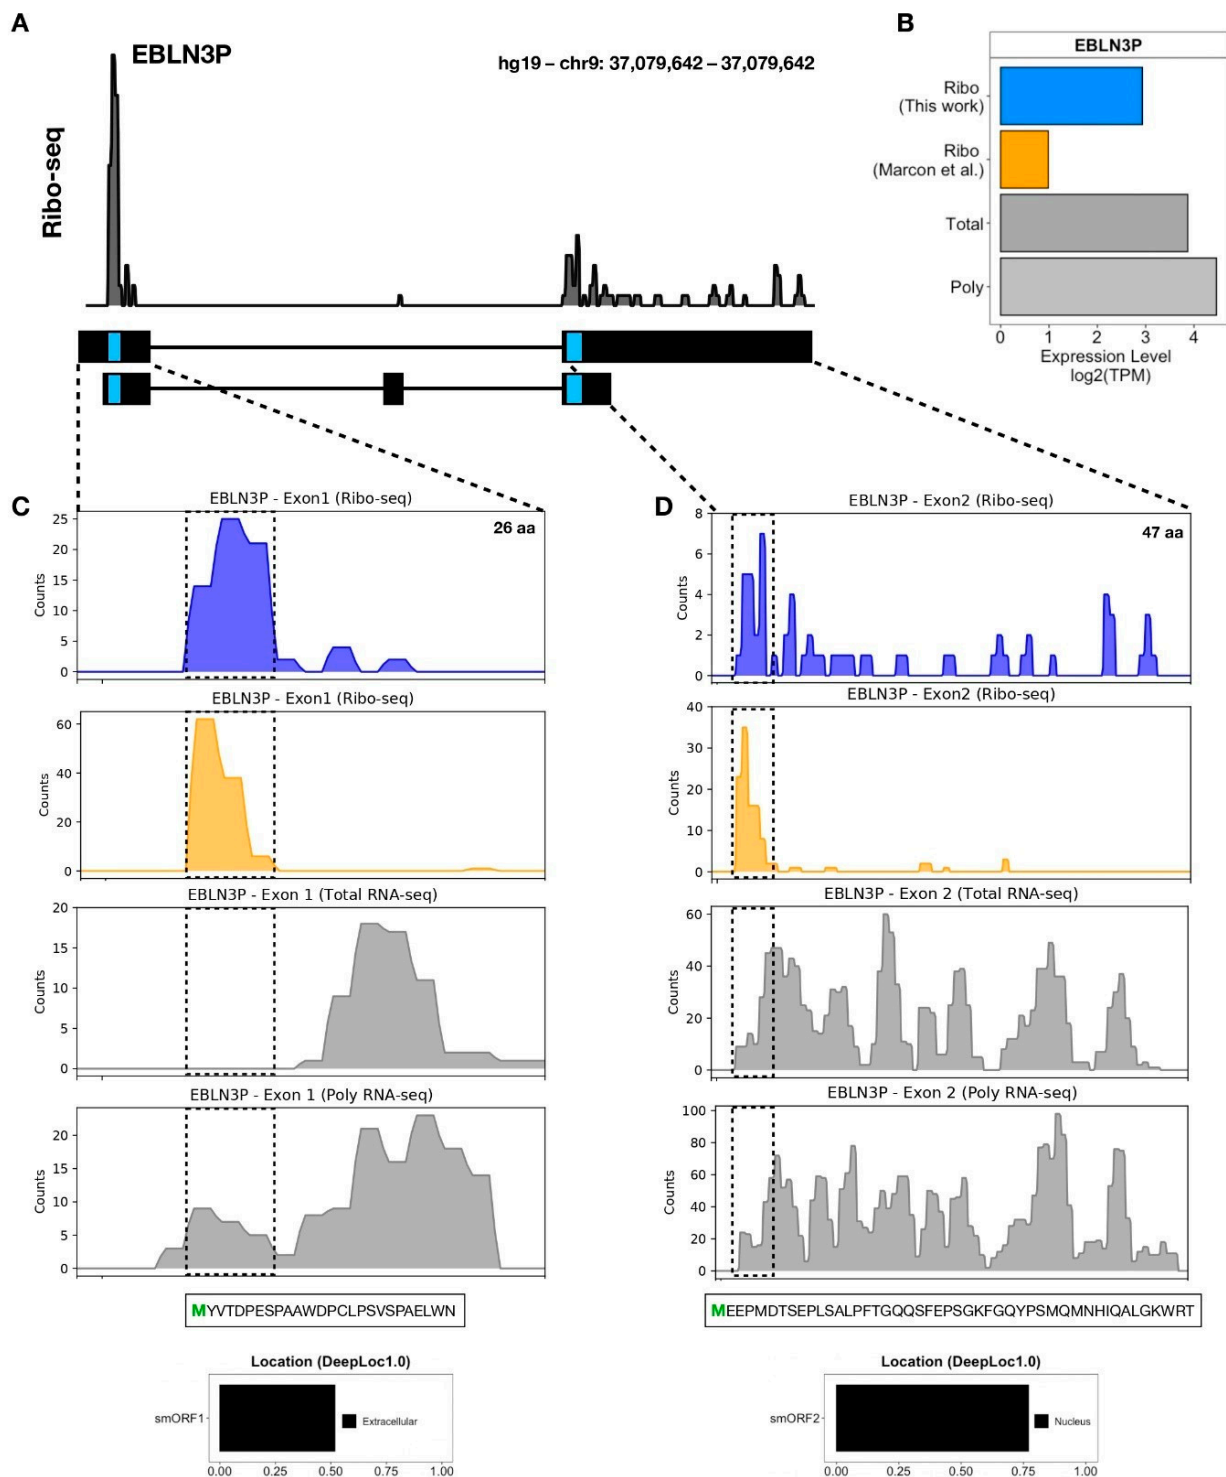 A
EBLN3P
hg19 – chr9: 37,079,642 – 37,079,642
Ribo-seq
B
EBLN3P
Ribo
(This work)
Ribo
(Marcon et al.)
Total
Poly
0 1 2 3 4
Expression Level
log2(TPM)
C
EBLN3P - Exon1 (Ribo-seq)
26 aa
25
20
15
10
5
0
Counts
EBLN3P - Exon1 (Ribo-seq)
60
40
20
0
Counts
EBLN3P - Exon 1 (Total RNA-seq)
20
15
10
5
0
Counts
EBLN3P - Exon 1 (Poly RNA-seq)
20
15
10
5
0
Counts
MYVTDPESPAAWDPCLPSVSPAELWN
Location (DeepLoc1.0)
smORF1
Extracellular
0.00 0.25 0.50 0.75 1.00
D
EBLN3P - Exon2 (Ribo-seq)
47 aa
8
6
4
2
0
Counts
EBLN3P - Exon2 (Ribo-seq)
40
30
20
10
0
Counts
EBLN3P - Exon 2 (Total RNA-seq)
60
40
20
0
Counts
EBLN3P - Exon 2 (Poly RNA-seq)
100
80
60
40
20
0
Counts
MEEPMDTSEPLSALPFTGQQSFEPSGKFGQYPSMQMNHIQALGKWRT
Location (DeepLoc1.0)
smORF2
Nucleus
0.00 0.25 0.50 0.75 1.00